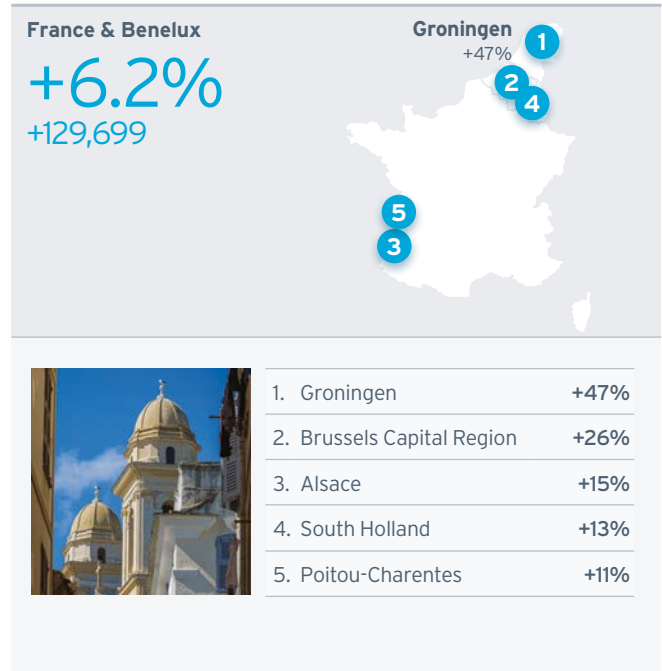 France & Benelux
+6.2%
+129,699
Groningen
+47%
1
2
4
5
3
1. Groningen +47%
2. Brussels Capital Region +26%
3. Alsace +15%
4. South Holland +13%
5. Poitou-Charentes +11%